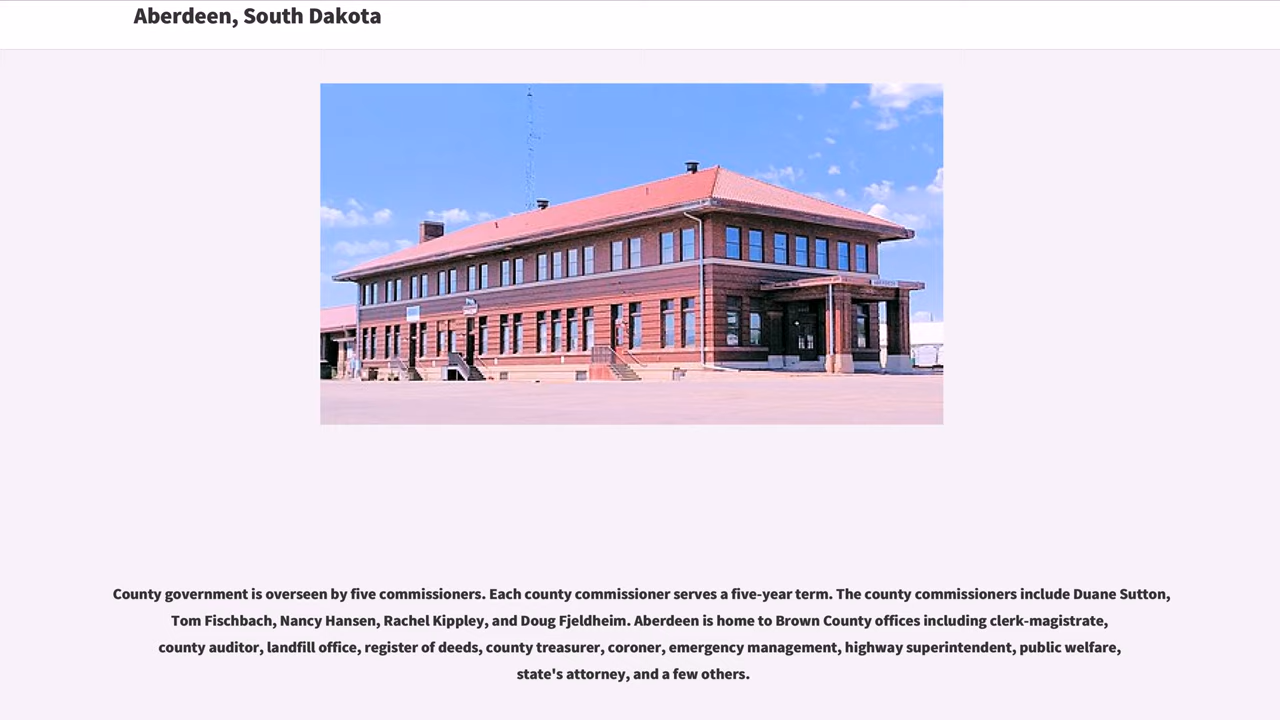 Aberdeen, South Dakota
County government is overseen by five commissioners. Each county commissioner serves a five-year term. The county commissioners include Duane Sutton,
Tom Fischbach, Nancy Hansen, Rachel Kippley, and Doug Fjeldheim. Aberdeen is home to Brown County offices including clerk-magistrate,
county auditor, landfill office, register of deeds, county treasurer, coroner, emergency management, highway superintendent, public welfare,
state's attorney, and a few others.